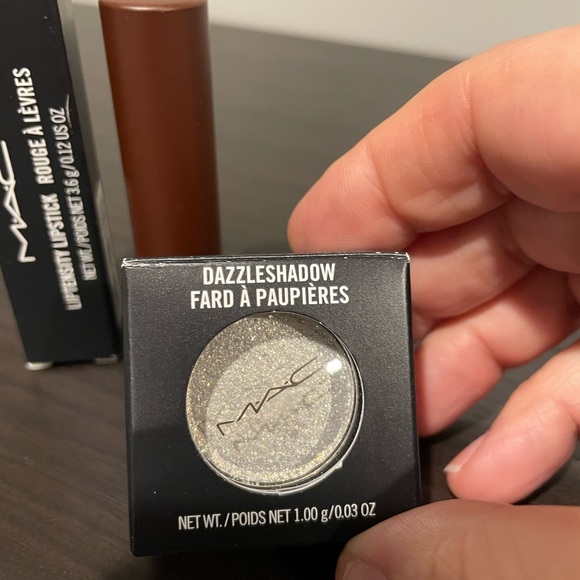 MAC
LIPTENSITY LIPSTICK ROUGE À LÈVRES
NET WT./POIDS NET 3.6 g/0.12 US OZ
DAZZLESHADOW
FARD À PAUPIÈRES
M·A·C
NET WT./POIDS NET 1.00 g/0.03 OZ